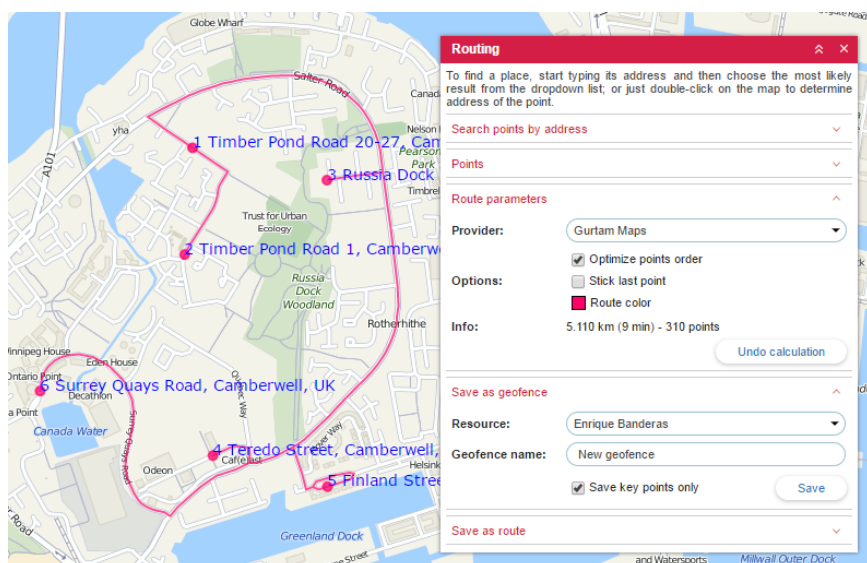 Globe Wharf
Salter Road
Canad
yha
A101
1 Timber Pond Road 20-27, Cam
Nelson
Pearson
Park
3 Russia Dock
Timbrel
Trust for Urban
Ecology
2 Timber Pond Road 1, Camberw
Russia
Dock
Woodland
Rotherhithe
Winnipeg House
Eden House
Ontario Point
6 Surrey Quays Road, Camberwell, UK
Decathlon
a Point
Canada Water
Quebec Way
Surrey Quays Road
4 Teredo Street, Camberwell,
Odeon
Helsink
5 Finland Stree
Greenland Dock
Routing
To find a place, start typing its address and then choose the most likely
result from the dropdown list; or just double-click on the map to determine
address of the point.
Search points by address
Points
Route parameters
Provider:
Gurtam Maps
Optimize points order
Options:
Stick last point
Route color
Info:
5.110 km (9 min) - 310 points
Undo calculation
Save as geofence
Resource:
Enrique Banderas
Geofence name:
New geofence
Save key points only
Save
Save as route
and Watersports
Millwall Outer Dock